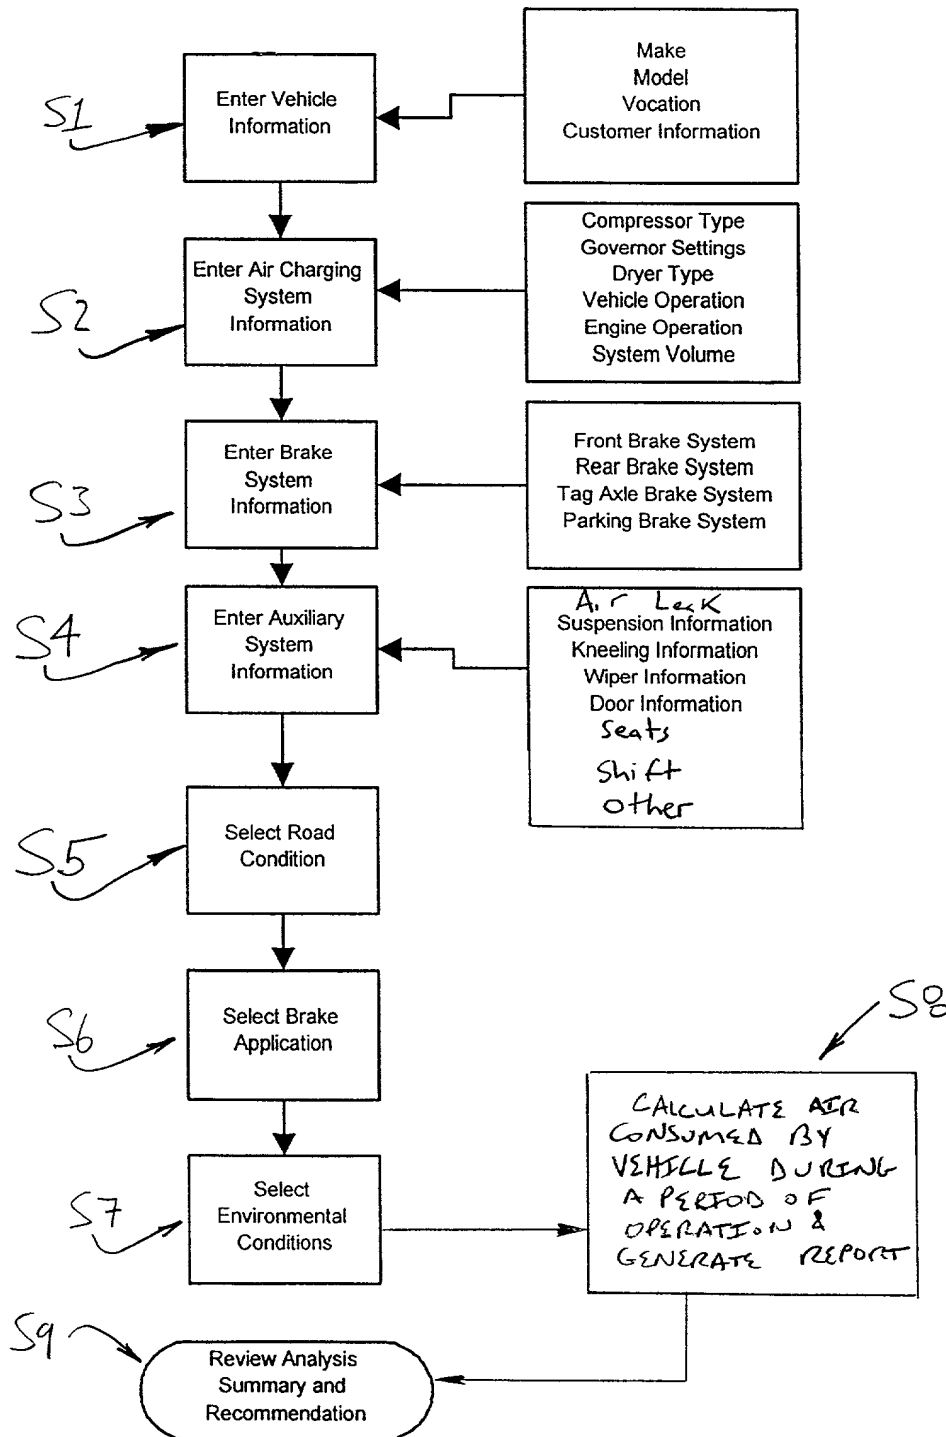 S1
Enter Vehicle
Information
Make
Model
Vocation
Customer Information
S2
Enter Air Charging
System
Information
Compressor Type
Governor Settings
Dryer Type
Vehicle Operation
Engine Operation
System Volume
S3
Enter Brake
System
Information
Front Brake System
Rear Brake System
Tag Axle Brake System
Parking Brake System
S4
Enter Auxiliary
System
Information
Air Leak
Suspension Information
Kneeling Information
Wiper Information
Door Information
Seats
Shift
Other
S5
Select Road
Condition
S6
Select Brake
Application
S7
Select
Environmental
Conditions
S8
CALCULATE AIR
CONSUMED BY
VEHICLE DURING
A PERIOD OF
OPERATION &
GENERATE REPORT
S9
Review Analysis
Summary and
Recommendation